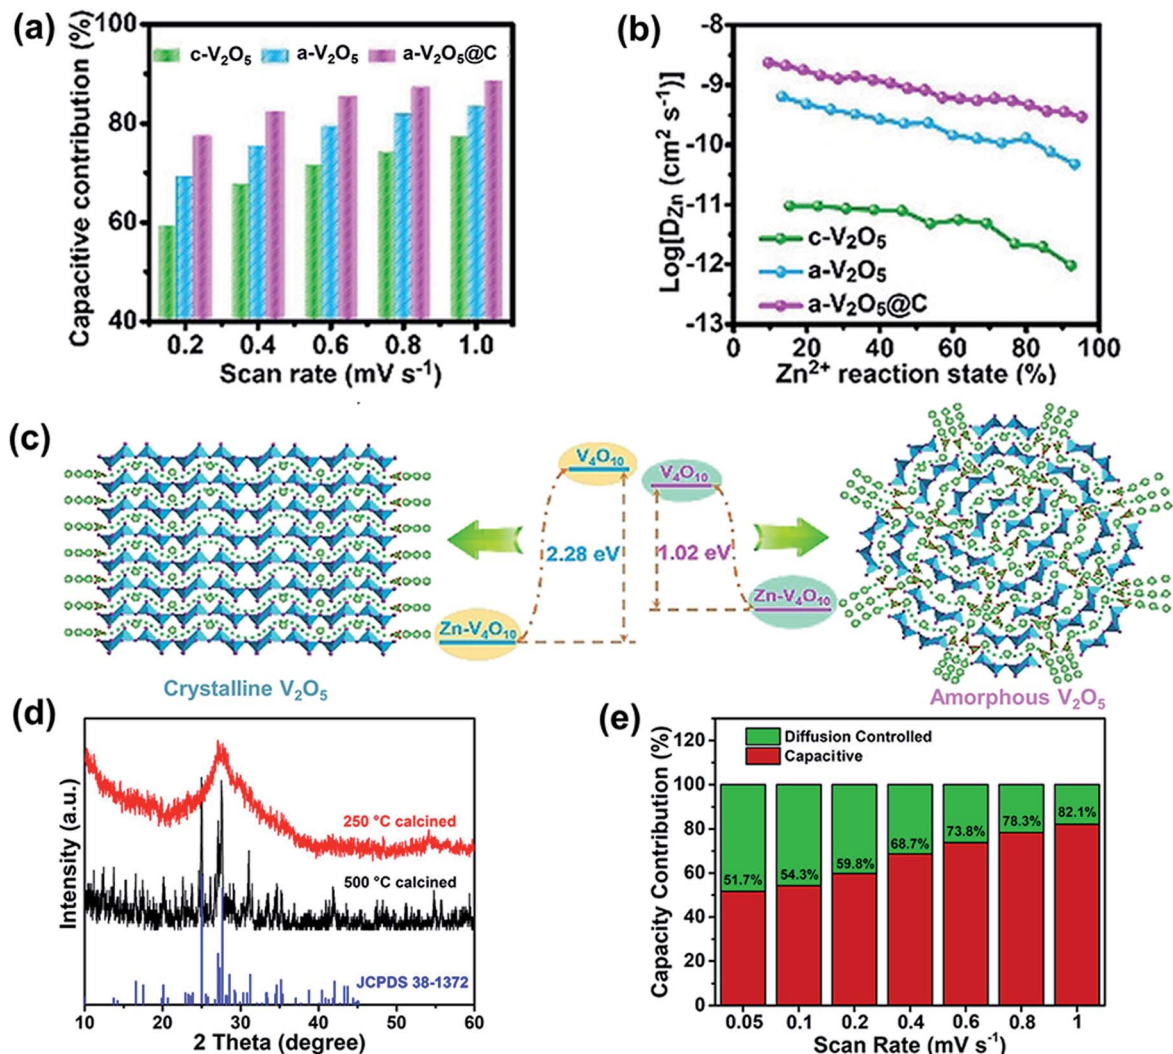 (a)
Capacitive contribution (%)
100
80
60
40
c-V₂O₅ a-V₂O₅ a-V₂O₅@C
0.2 0.4 0.6 0.8 1.0
Scan rate (mV s⁻¹)
(b)
Log[D_Zn (cm² s⁻¹)]
-8
-9
-10
-11
-12
-13
c-V₂O₅
a-V₂O₅
a-V₂O₅@C
0 20 40 60 80 100
Zn²⁺ reaction state (%)
(c)
V₄O₁₀
V₄O₁₀
2.28 eV
1.02 eV
Zn-V₄O₁₀
Zn-V₄O₁₀
Crystalline V₂O₅
Amorphous V₂O₅
(d)
Intensity (a.u.)
250 °C calcined
500 °C calcined
JCPDS 38-1372
10 20 30 40 50 60
2 Theta (degree)
(e)
Capacity Contribution (%)
120
100
80
60
40
20
0
Diffusion Controlled
Capacitive
51.7% 54.3% 59.8% 68.7% 73.8% 78.3% 82.1%
0.05 0.1 0.2 0.4 0.6 0.8 1
Scan Rate (mV s⁻¹)